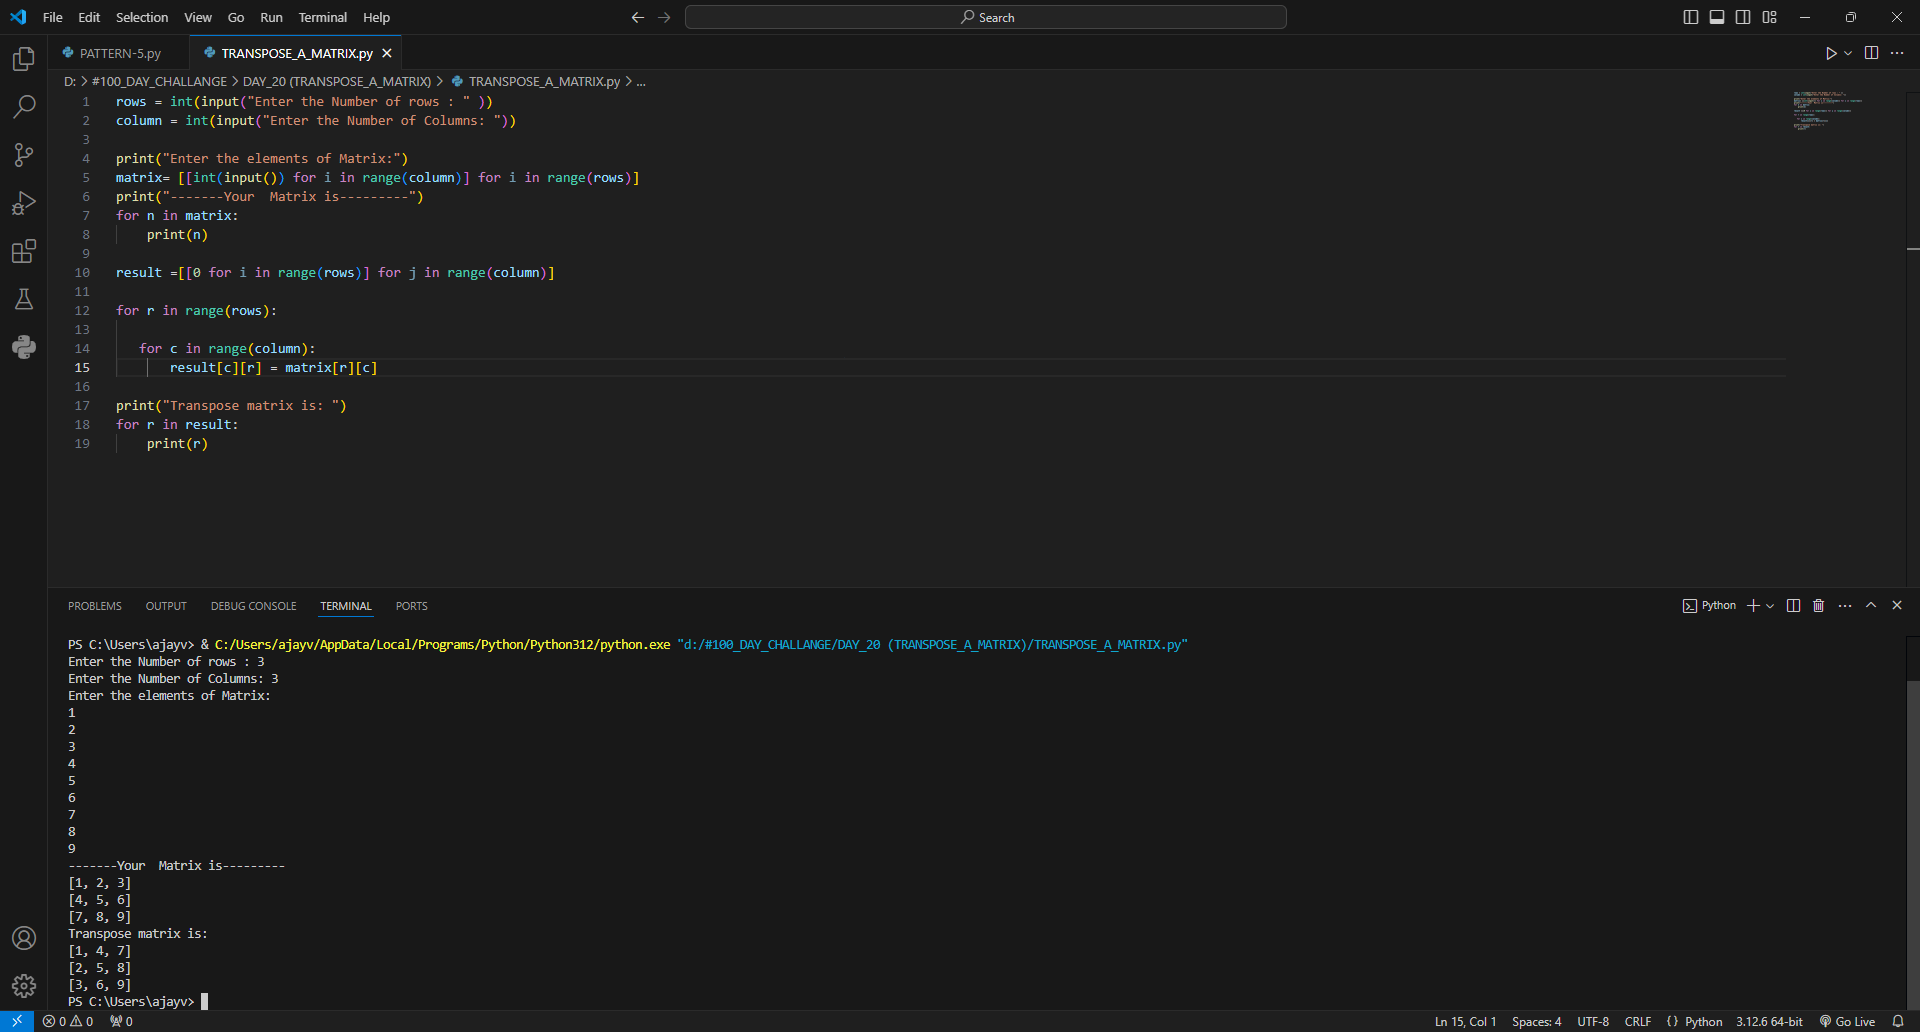 File Edit Selection View Go Run Terminal Help Search
PATTERN-5.py TRANSPOSE_A_MATRIX.py
D: > #100_DAY_CHALLANGE > DAY_20 (TRANSPOSE_A_MATRIX) > TRANSPOSE_A_MATRIX.py > ...
1 rows = int(input("Enter the Number of rows : " ))
2 column = int(input("Enter the Number of Columns: "))
3
4 print("Enter the elements of Matrix:")
5 matrix= [[int(input()) for i in range(column)] for i in range(rows)]
6 print("-------Your  Matrix is---------")
7 for n in matrix:
8     print(n)
9
10 result =[[0 for i in range(rows)] for j in range(column)]
11
12 for r in range(rows):
13
14    for c in range(column):
15        result[c][r] = matrix[r][c]
16
17 print("Transpose matrix is: ")
18 for r in result:
19     print(r)
PROBLEMS OUTPUT DEBUG CONSOLE TERMINAL PORTS Python
PS C:\Users\ajayv> & C:/Users/ajayv/AppData/Local/Programs/Python/Python312/python.exe "d:/#100_DAY_CHALLANGE/DAY_20 (TRANSPOSE_A_MATRIX)/TRANSPOSE_A_MATRIX.py"
Enter the Number of rows : 3
Enter the Number of Columns: 3
Enter the elements of Matrix:
1
2
3
4
5
6
7
8
9
-------Your  Matrix is---------
[1, 2, 3]
[4, 5, 6]
[7, 8, 9]
Transpose matrix is:
[1, 4, 7]
[2, 5, 8]
[3, 6, 9]
PS C:\Users\ajayv>
0 0 0 Ln 15, Col 1 Spaces: 4 UTF-8 CRLF {} Python 3.12.6 64-bit Go Live